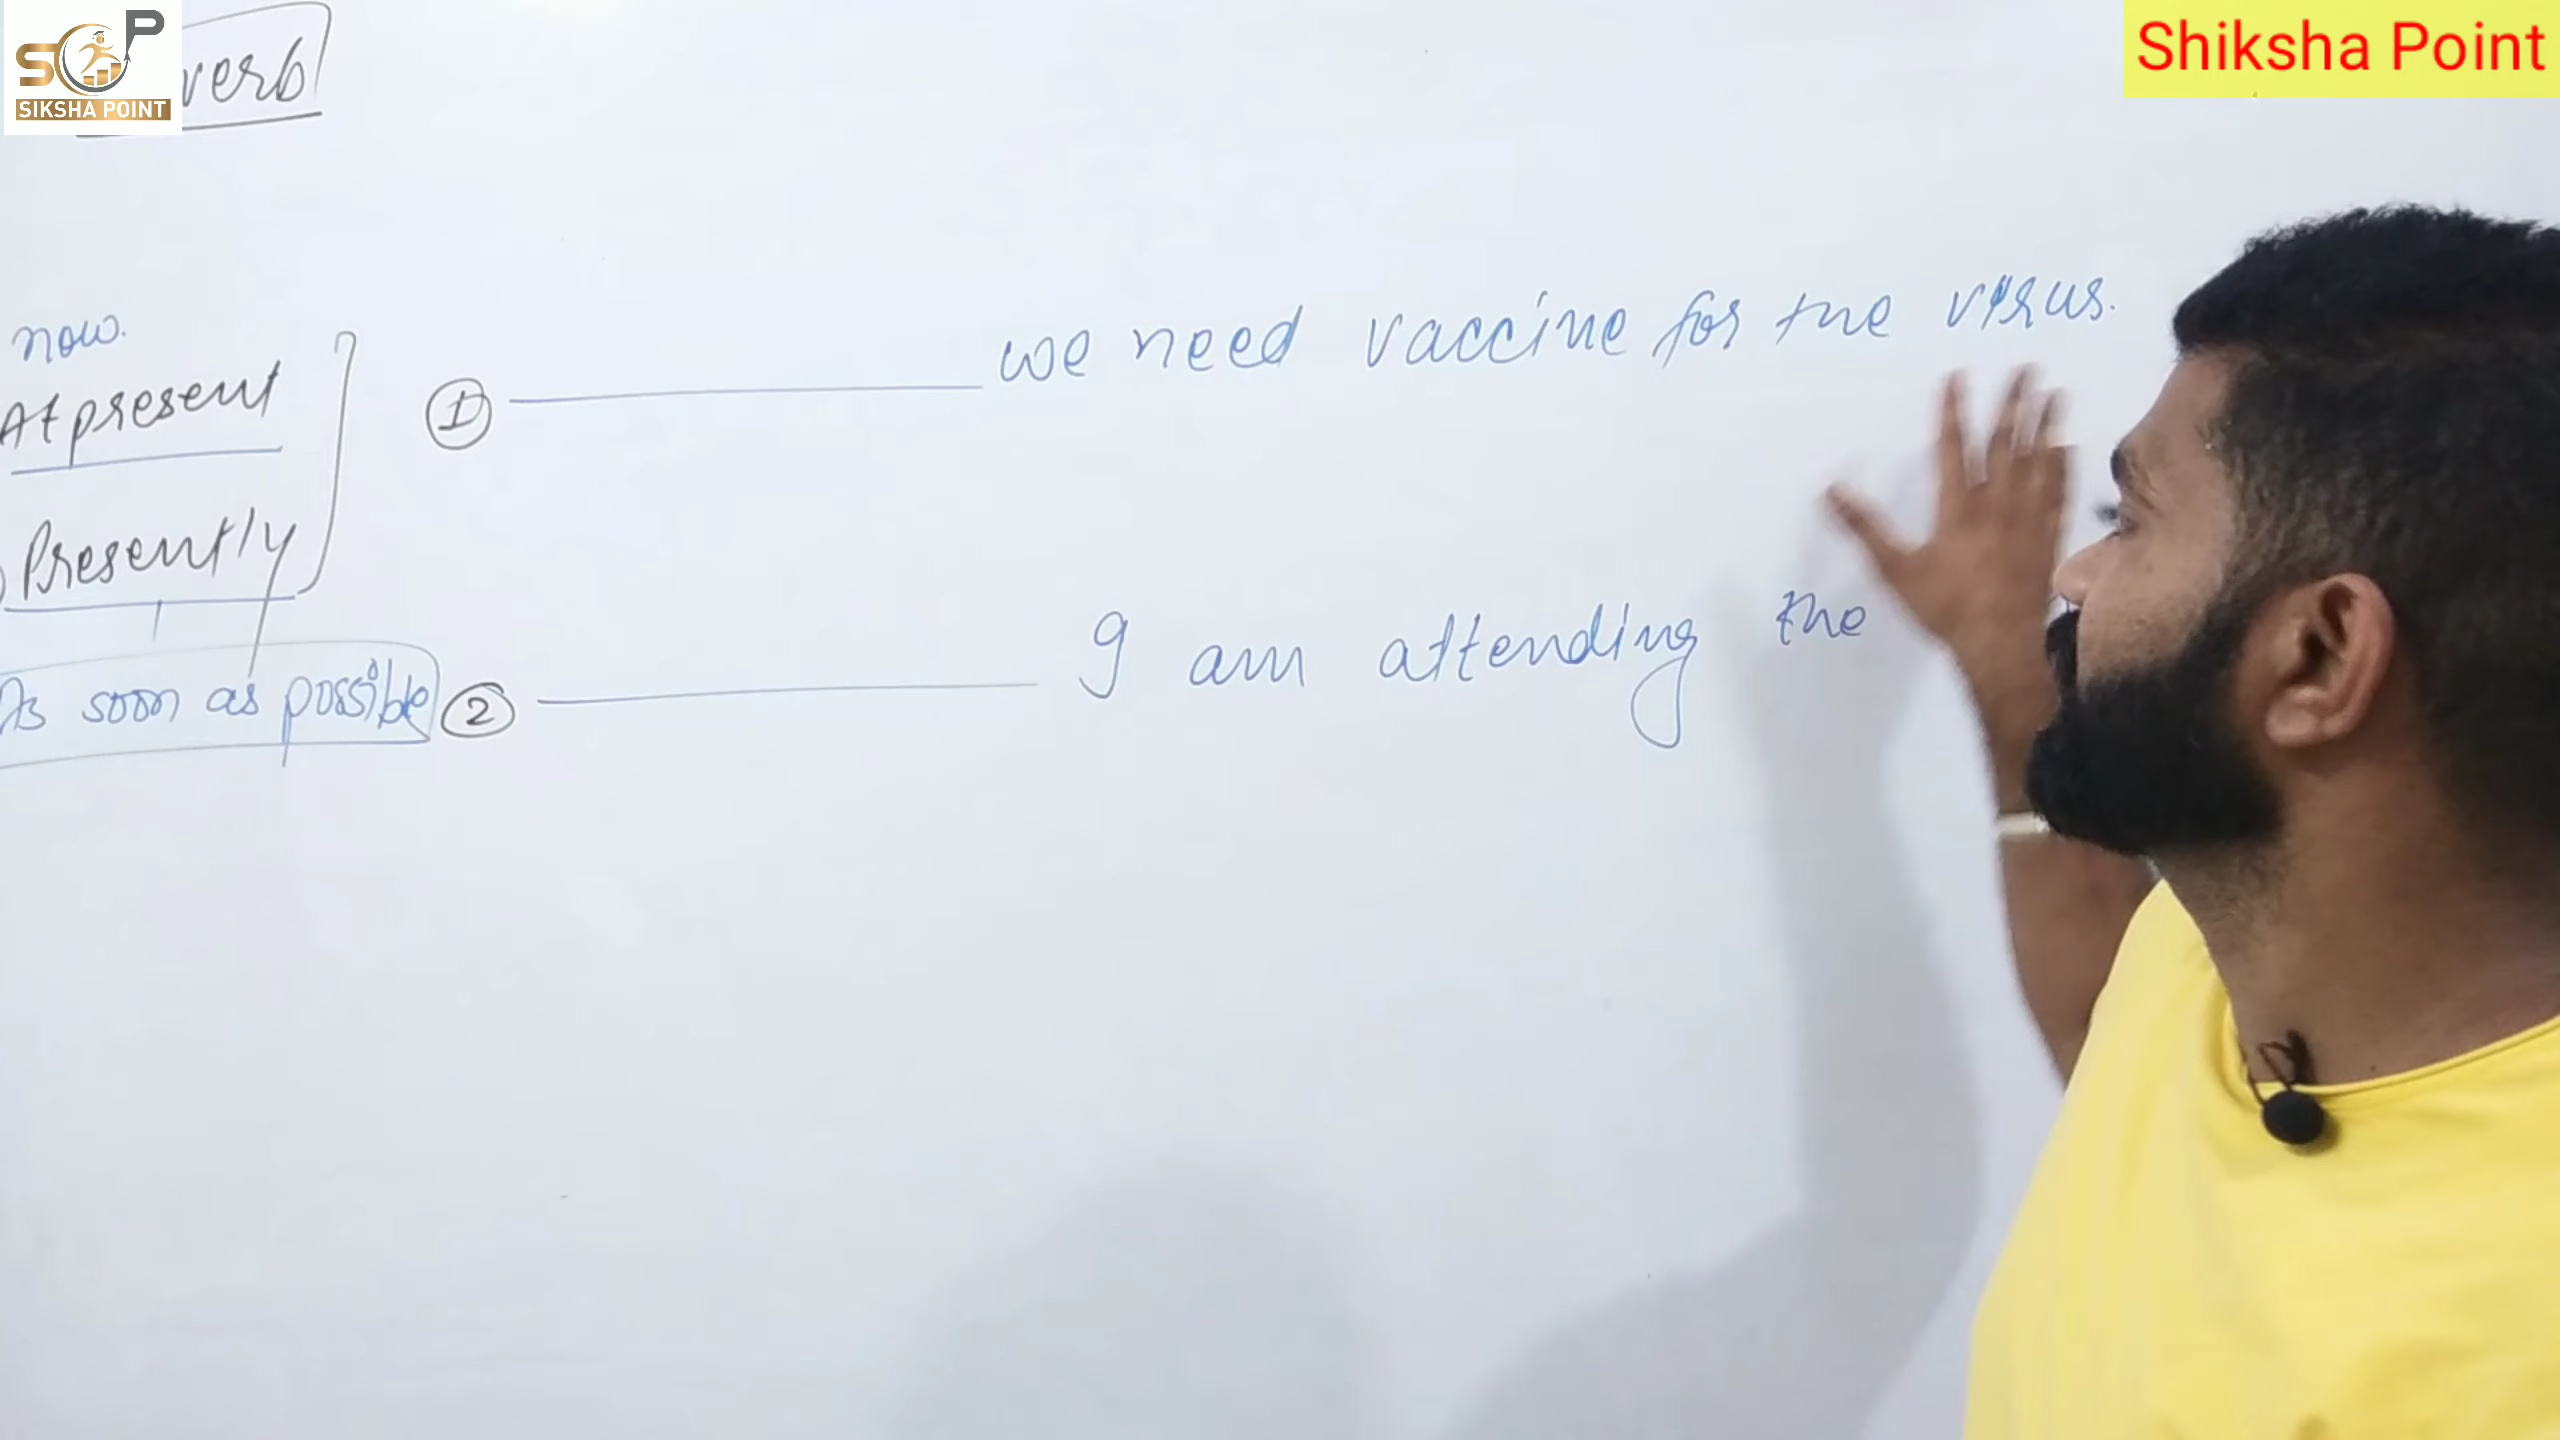 SOP
SIKSHA POINT
Shiksha Point
verb
now.
At present
Presently
As soon as possible
① we need vaccine for the virus.
② I am attending the